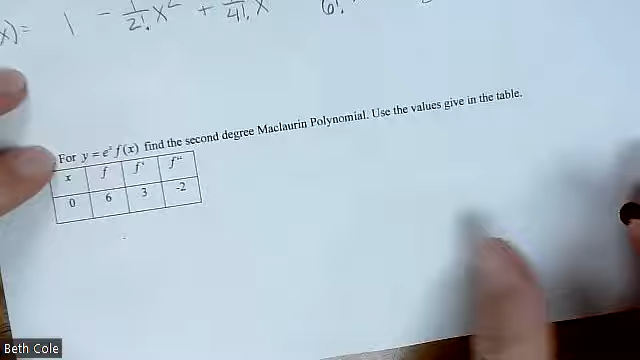 x) = 1 - 1/2! x² + 1/4! x 6!
For y = eˣ f(x) find the second degree Maclaurin Polynomial. Use the values give in the table.
x f f' f''
0 6 3 -2
Beth Cole